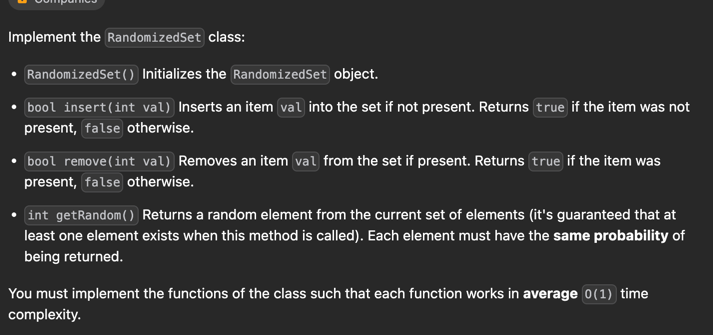 Companies
Implement the RandomizedSet class:
• RandomizedSet() Initializes the RandomizedSet object.
• bool insert(int val) Inserts an item val into the set if not present. Returns true if the item was not
present, false otherwise.
• bool remove(int val) Removes an item val from the set if present. Returns true if the item was
present, false otherwise.
• int getRandom() Returns a random element from the current set of elements (it's guaranteed that at
least one element exists when this method is called). Each element must have the same probability of
being returned.
You must implement the functions of the class such that each function works in average O(1) time
complexity.